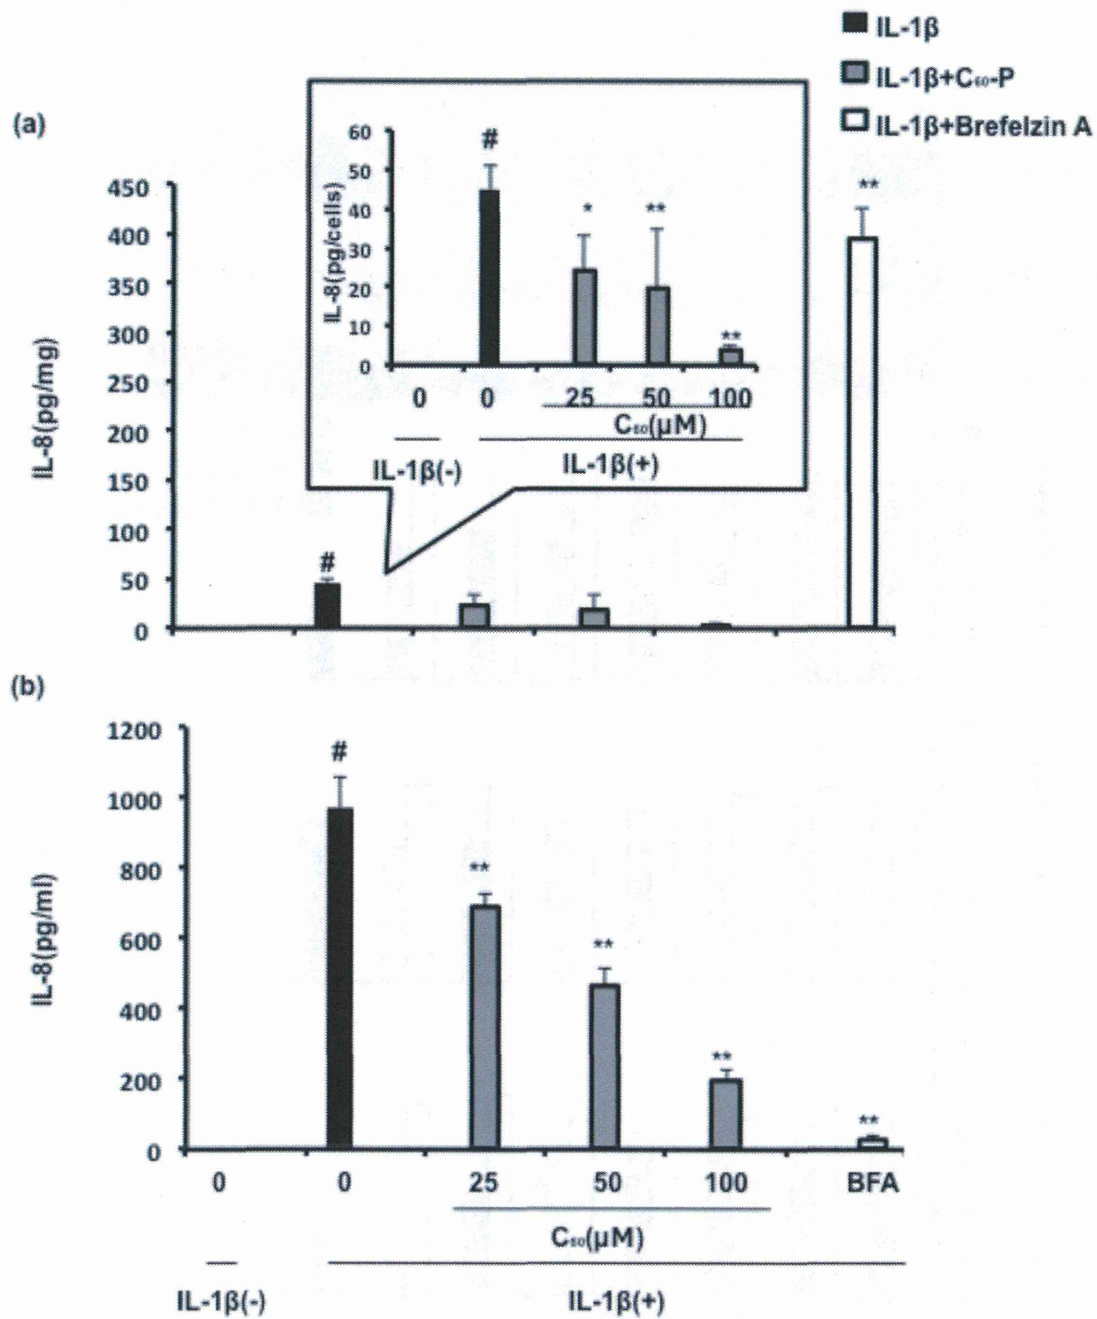 IL-1β
IL-1β+C₆₀-P
IL-1β+Brefelzin A
(a)
IL-8(pg/mg)
450
400
350
300
250
200
150
100
50
0
#
**
IL-8(pg/cells)
60
50
40
30
20
10
0
#
*
**
**
0 0 25 50 100
C₆₀(μM)
IL-1β(-) IL-1β(+)
(b)
IL-8(pg/ml)
1200
1000
800
600
400
200
0
#
**
**
**
**
0 0 25 50 100 BFA
C₆₀(μM)
IL-1β(-) IL-1β(+)